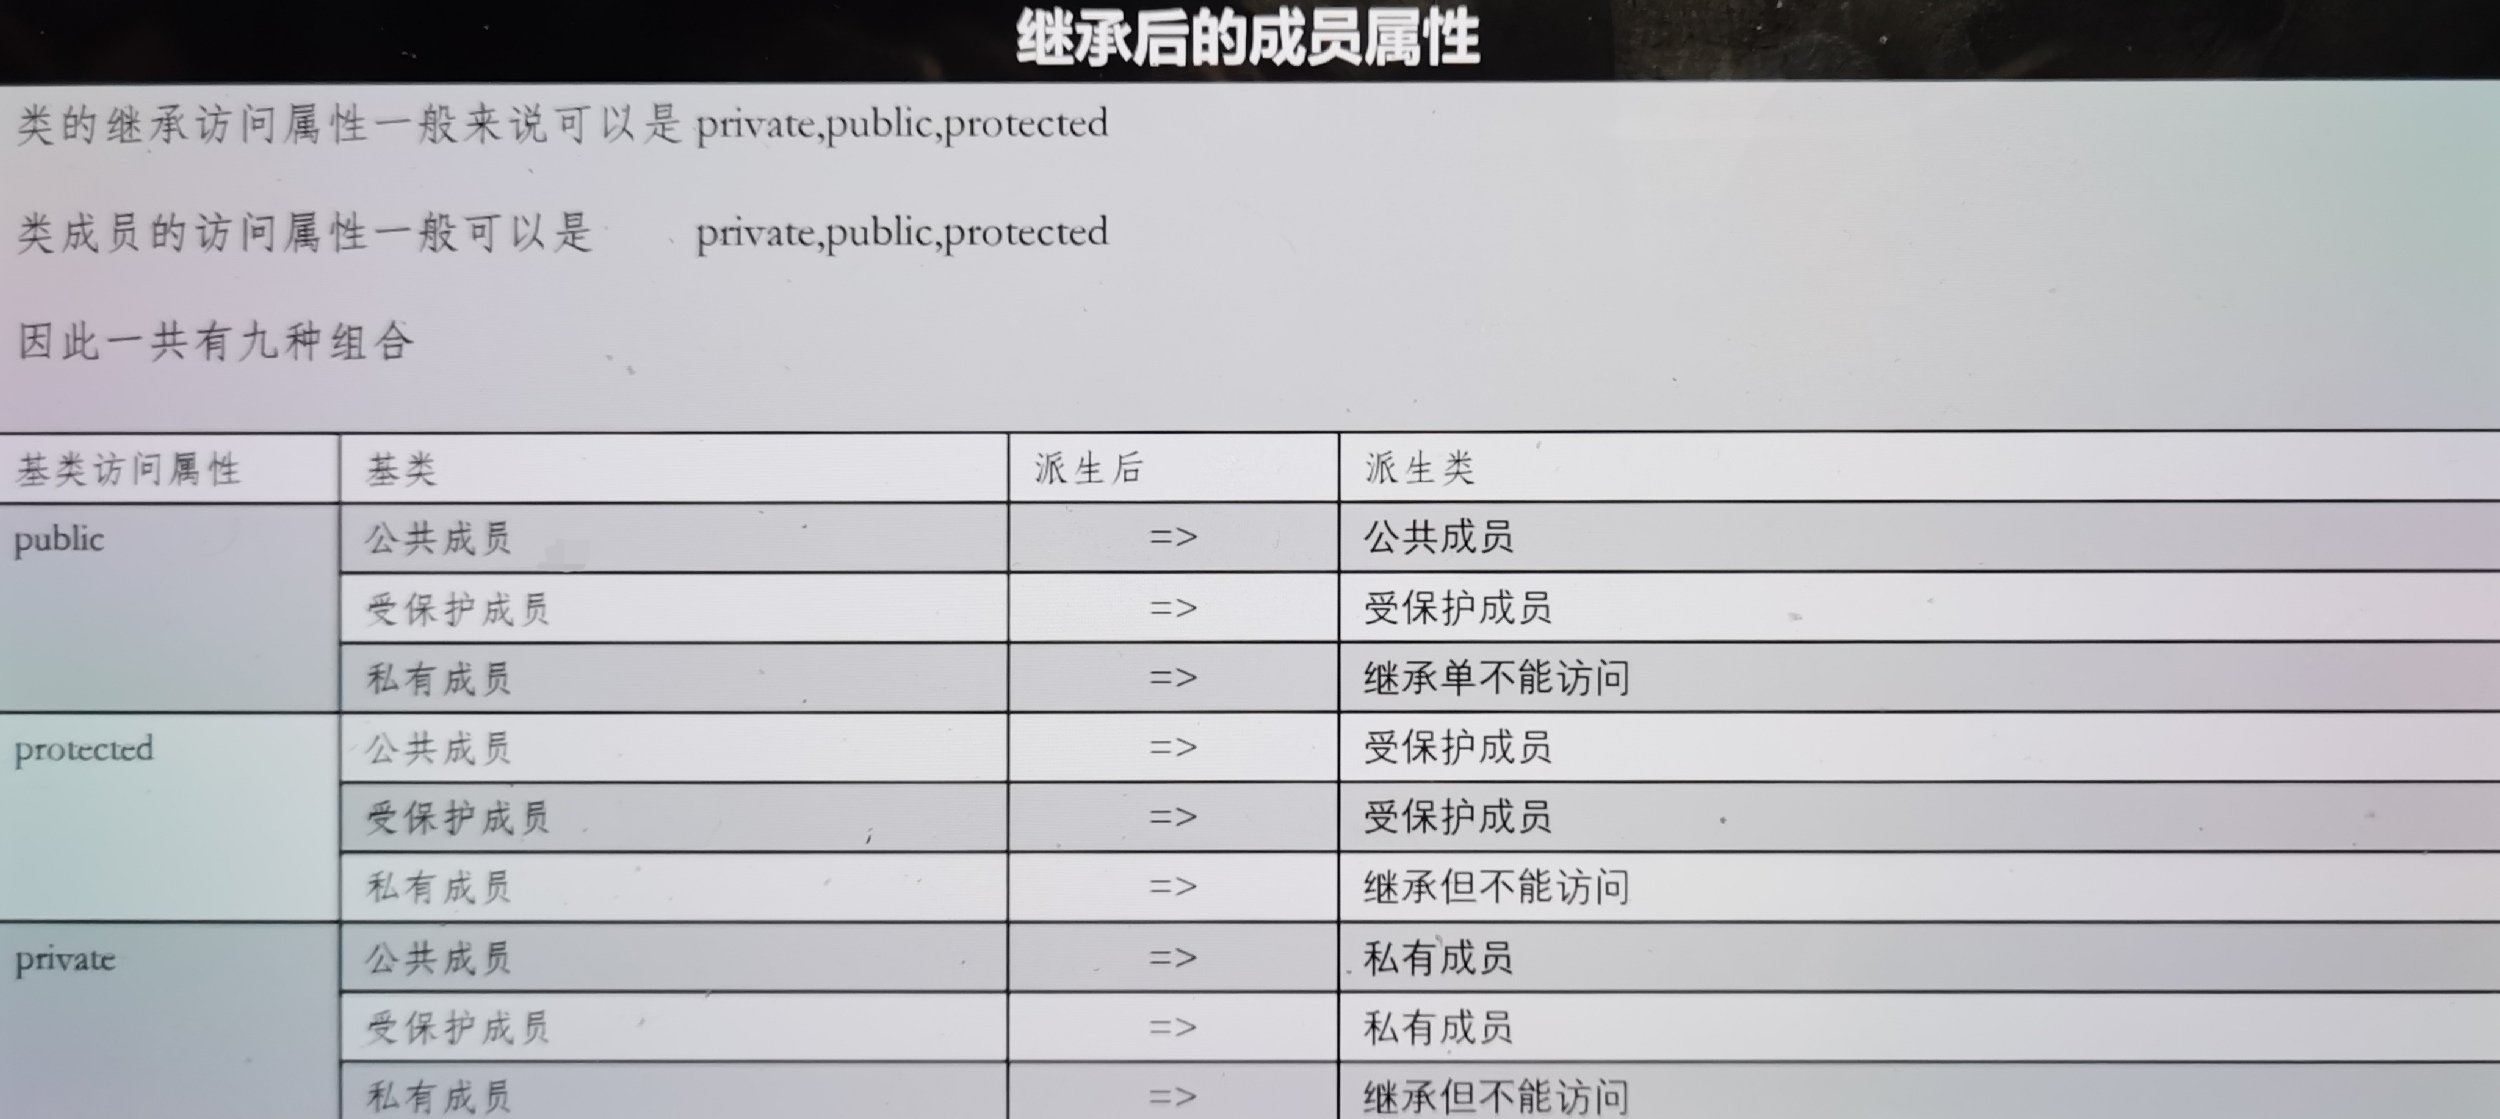 继承后的成员属性
类的继承访问属性一般来说可以是 private,public,protected
类成员的访问属性一般可以是 private,public,protected
因此一共有九种组合
基类访问属性 基类 派生后 派生类
public 公共成员 => 公共成员
受保护成员 => 受保护成员
私有成员 => 继承单不能访问
protected 公共成员 => 受保护成员
受保护成员 => 受保护成员
私有成员 => 继承但不能访问
private 公共成员 => 私有成员
受保护成员 => 私有成员
私有成员 => 继承但不能访问